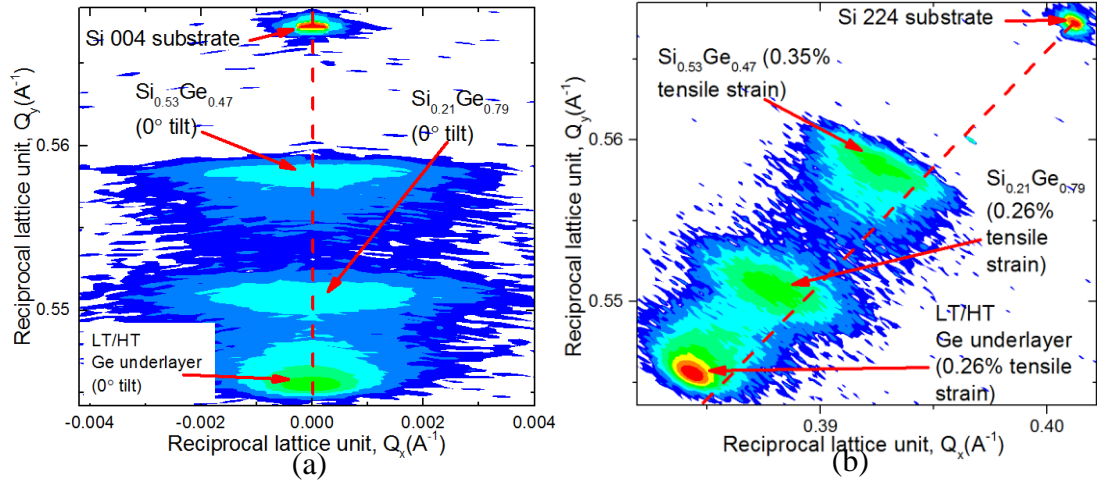 Si 004 substrate
Si0.53Ge0.47
(0° tilt)
Si0.21Ge0.79
(0° tilt)
LT/HT
Ge underlayer
(0° tilt)
0.56
0.55
Reciprocal lattice unit, Qy(A-1)
-0.004
-0.002
0.000
0.002
0.004
Reciprocal lattice unit, Qx(A-1)
(a)
Si 224 substrate
Si0.53Ge0.47 (0.35%
tensile strain)
Si0.21Ge0.79
(0.26%
tensile
strain)
LT/HT
Ge underlayer
(0.26% tensile
strain)
0.56
0.55
Reciprocal lattice unit, Qy(A-1)
0.39
0.40
Reciprocal lattice unit, Qx(A-1)
(b)